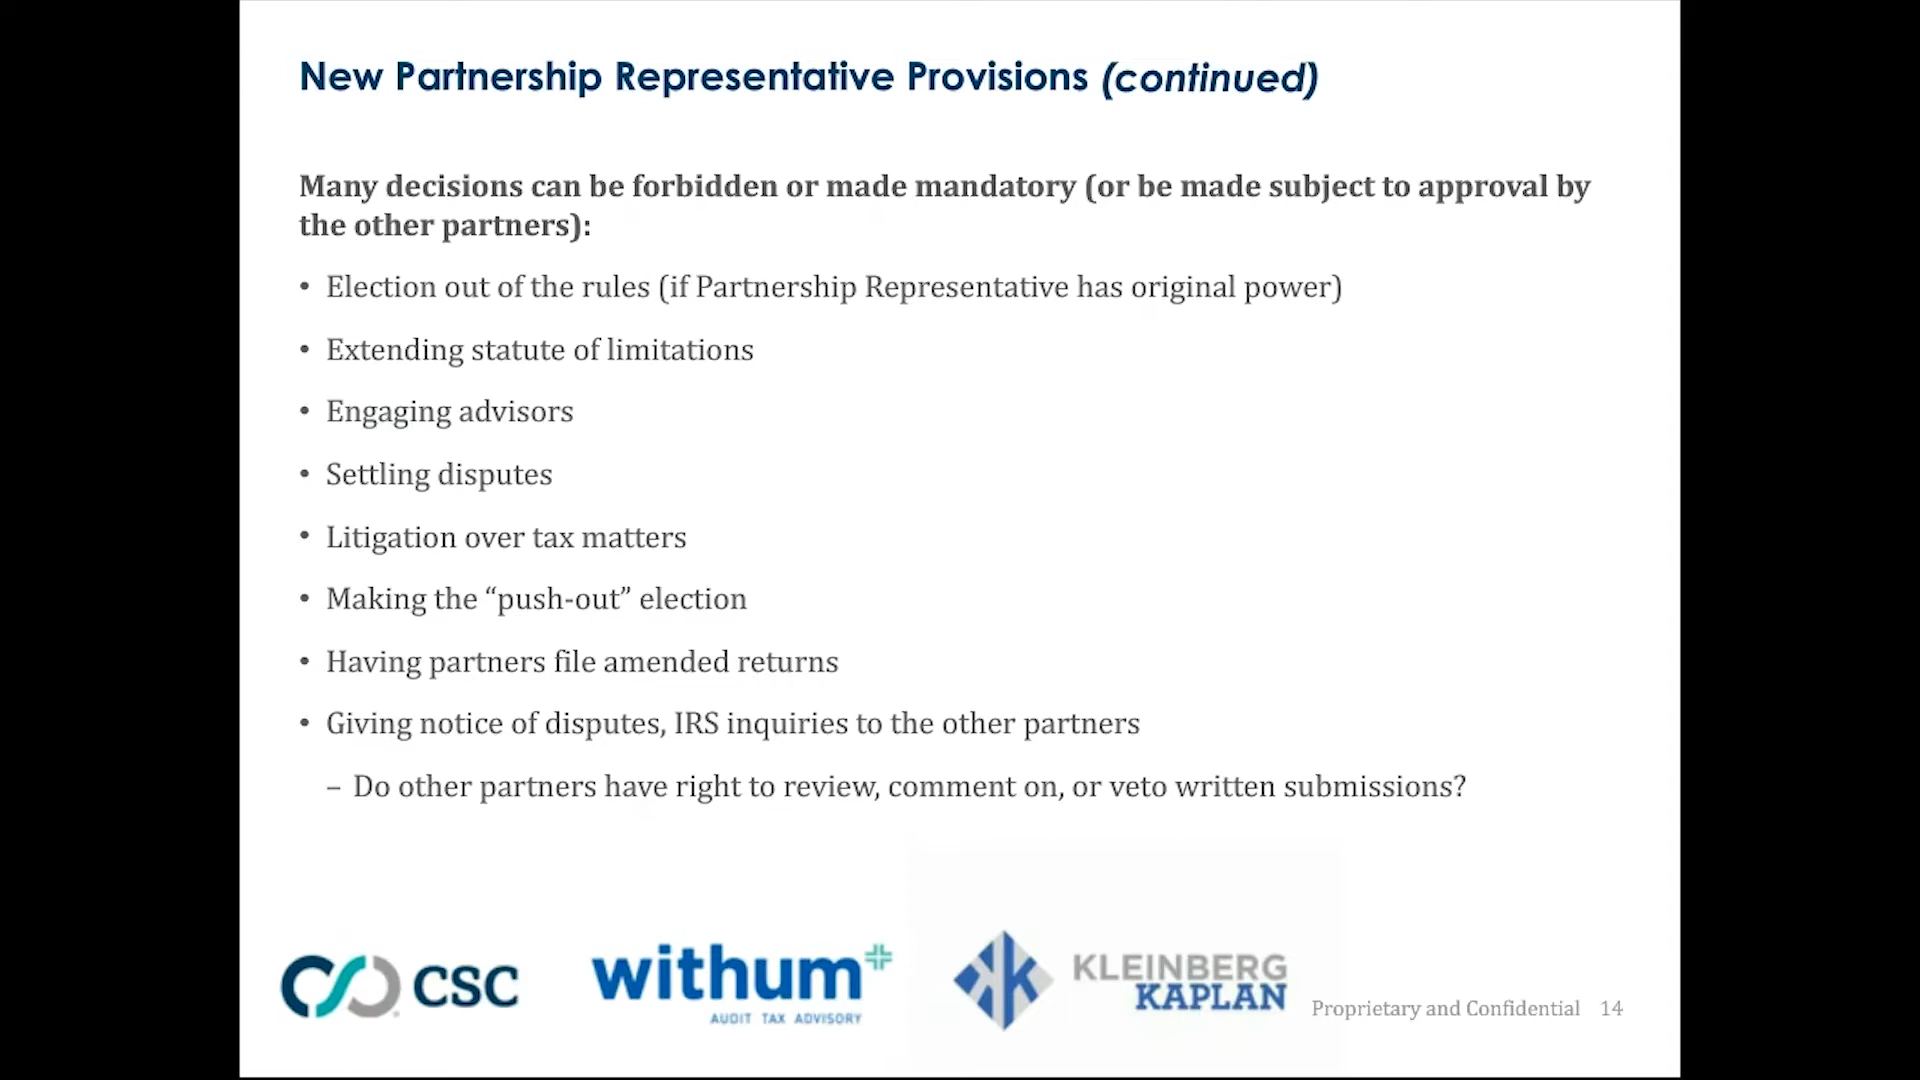 New Partnership Representative Provisions (continued)
Many decisions can be forbidden or made mandatory (or be made subject to approval by
the other partners):
• Election out of the rules (if Partnership Representative has original power)
• Extending statute of limitations
• Engaging advisors
• Settling disputes
• Litigation over tax matters
• Making the “push-out” election
• Having partners file amended returns
• Giving notice of disputes, IRS inquiries to the other partners
– Do other partners have right to review, comment on, or veto written submissions?
CSC
withum+
AUDIT TAX ADVISORY
KLEINBERG
KAPLAN
Proprietary and Confidential 14